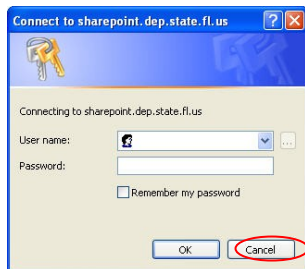 Connect to sharepoint.dep.state.fl.us
Connecting to sharepoint.dep.state.fl.us
User name:
Password:
Remember my password
OK Cancel